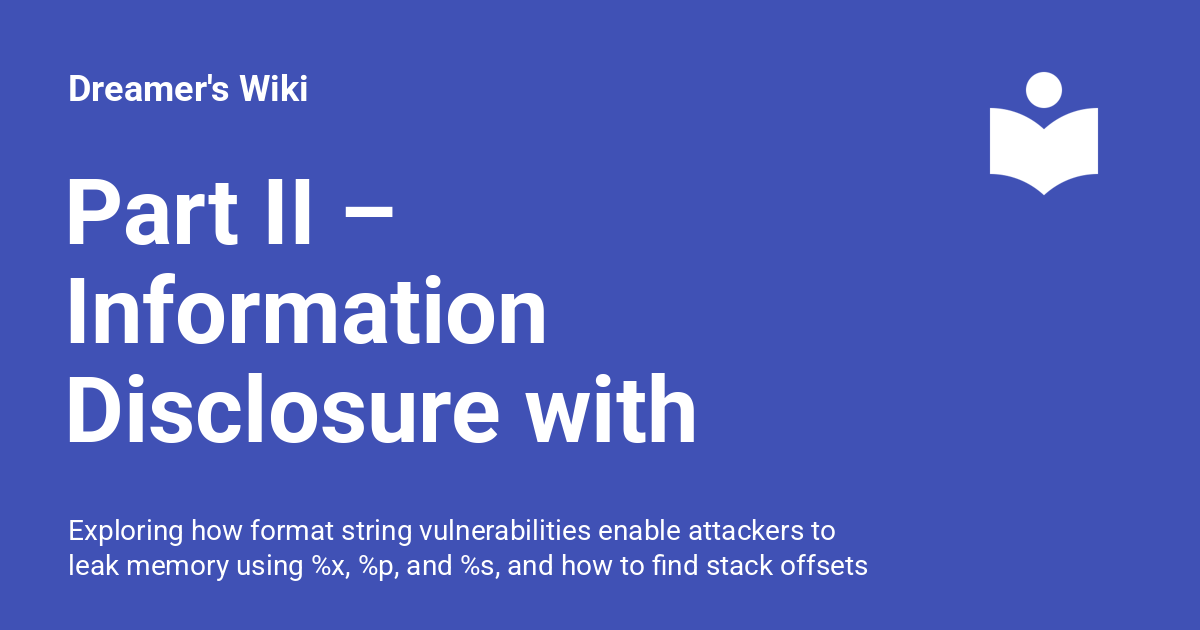 Dreamer's Wiki
Part II –
Information
Disclosure with
Exploring how format string vulnerabilities enable attackers to
leak memory using %x, %p, and %s, and how to find stack offsets